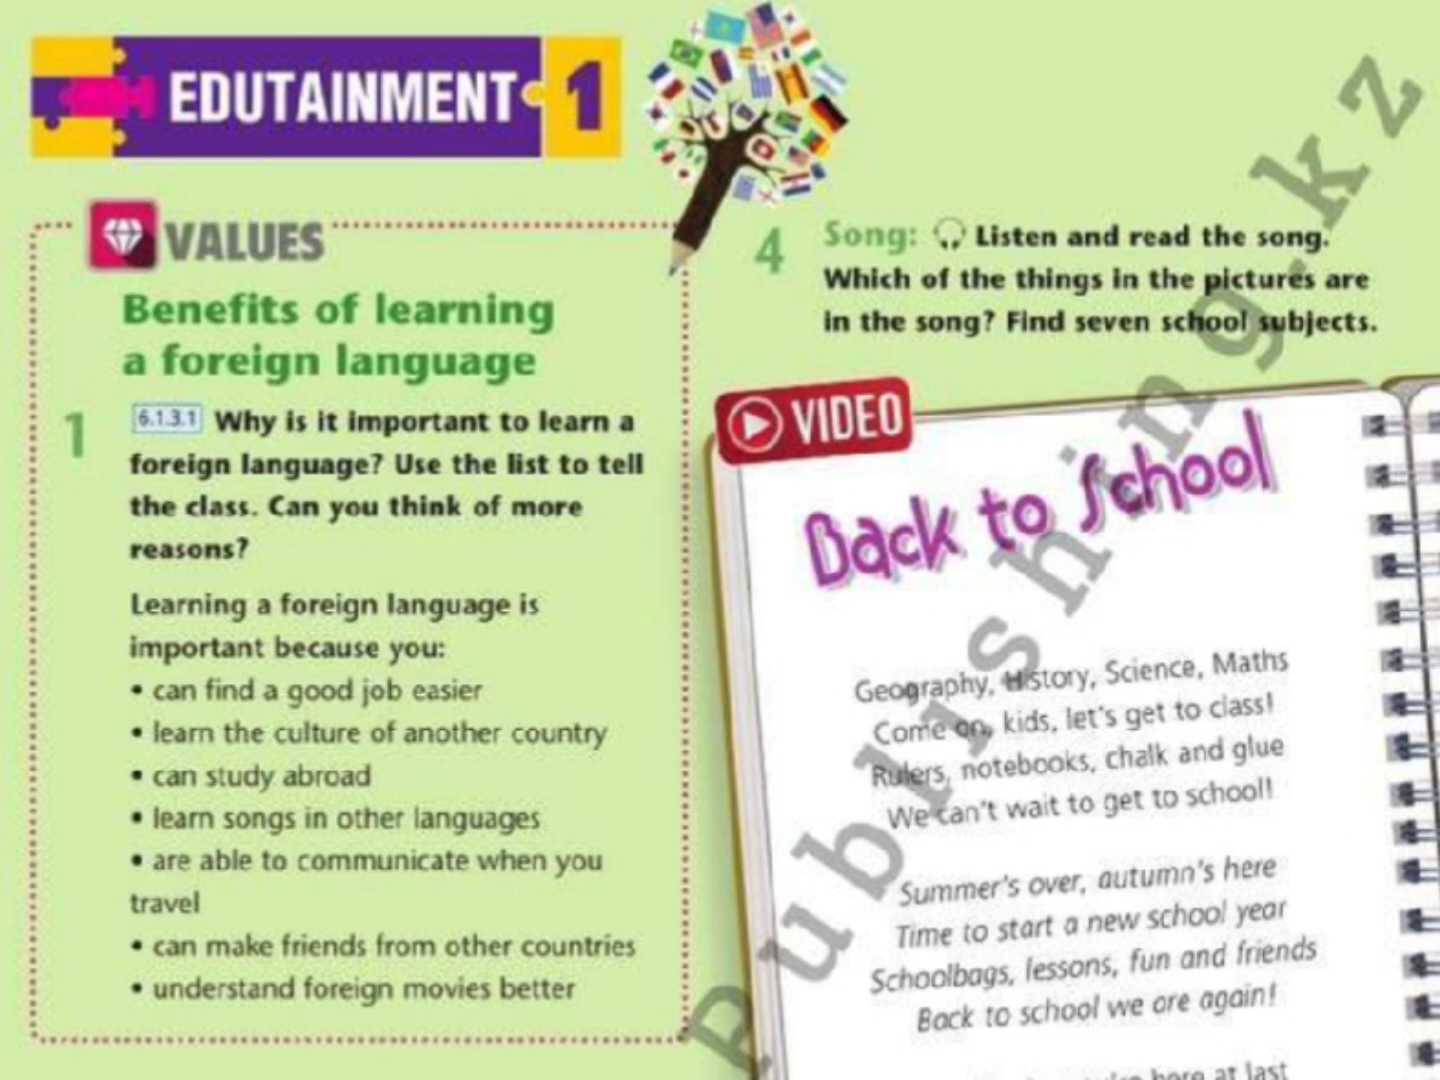 EDUTAINMENT 1
VALUES
Benefits of learning
a foreign language
1 6.1.3.1 Why is it important to learn a
foreign language? Use the list to tell
the class. Can you think of more
reasons?
Learning a foreign language is
important because you:
• can find a good job easier
• learn the culture of another country
• can study abroad
• learn songs in other languages
• are able to communicate when you
travel
• can make friends from other countries
• understand foreign movies better
4 Song: Listen and read the song.
Which of the things in the pictures are
in the song? Find seven school subjects.
VIDEO
Back to School
Geography, History, Science, Maths
Come on, kids, let's get to class!
Rulers, notebooks, chalk and glue
We can't wait to get to school!
Summer's over, autumn's here
Time to start a new school year
Schoolbags, lessons, fun and friends
Back to school we are again!
here at last
Publishing.kz